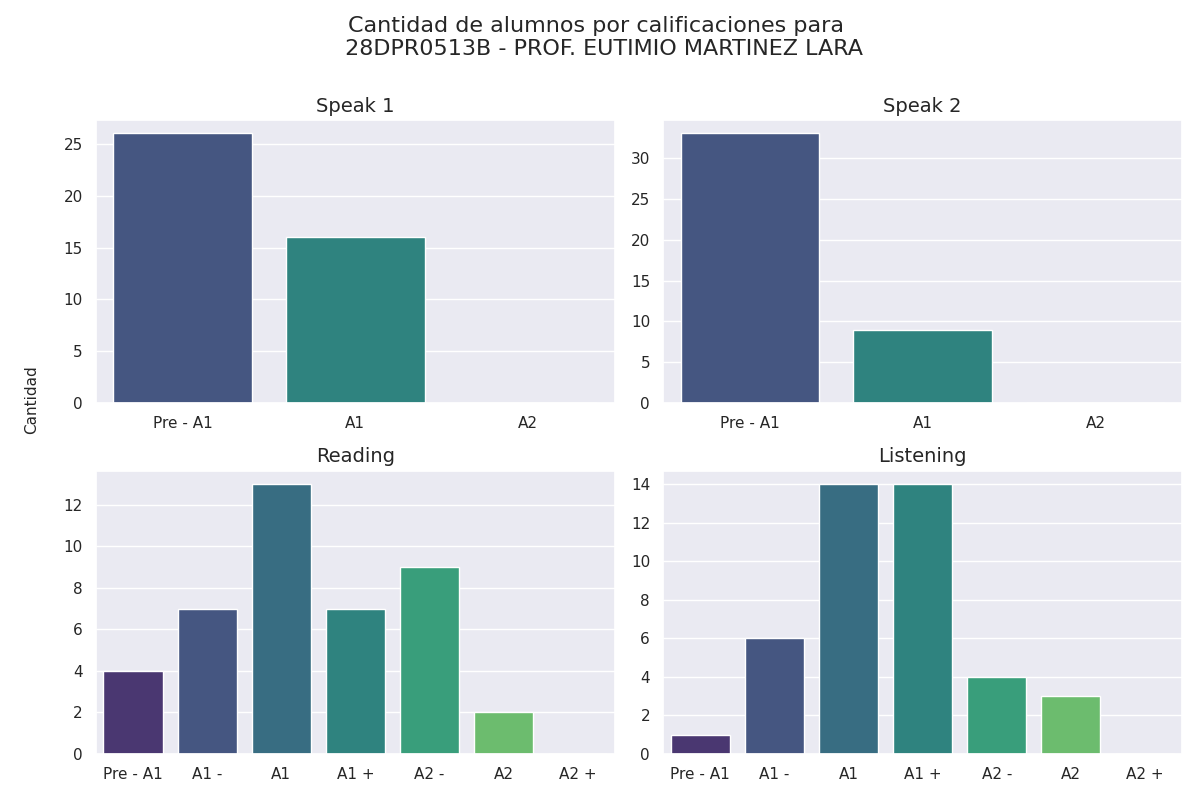 Cantidad de alumnos por calificaciones para
28DPR0513B - PROF. EUTIMIO MARTINEZ LARA
Cantidad
Speak 1
25
20
15
10
5
0
Pre - A1 A1 A2
Speak 2
30
25
20
15
10
5
0
Pre - A1 A1 A2
Reading
12
10
8
6
4
2
0
Pre - A1 A1 - A1 A1 + A2 - A2 A2 +
Listening
14
12
10
8
6
4
2
0
Pre - A1 A1 - A1 A1 + A2 - A2 A2 +